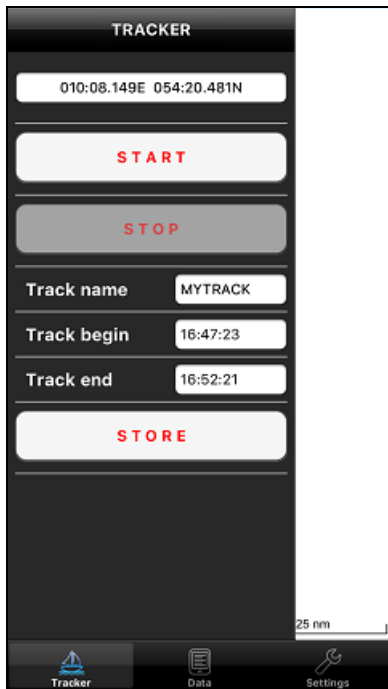 TRACKER
010:08.149E 054:20.481N
START
STOP
Track name MYTRACK
Track begin 16:47:23
Track end 16:52:21
STORE
25 nm
Tracker Data Settings